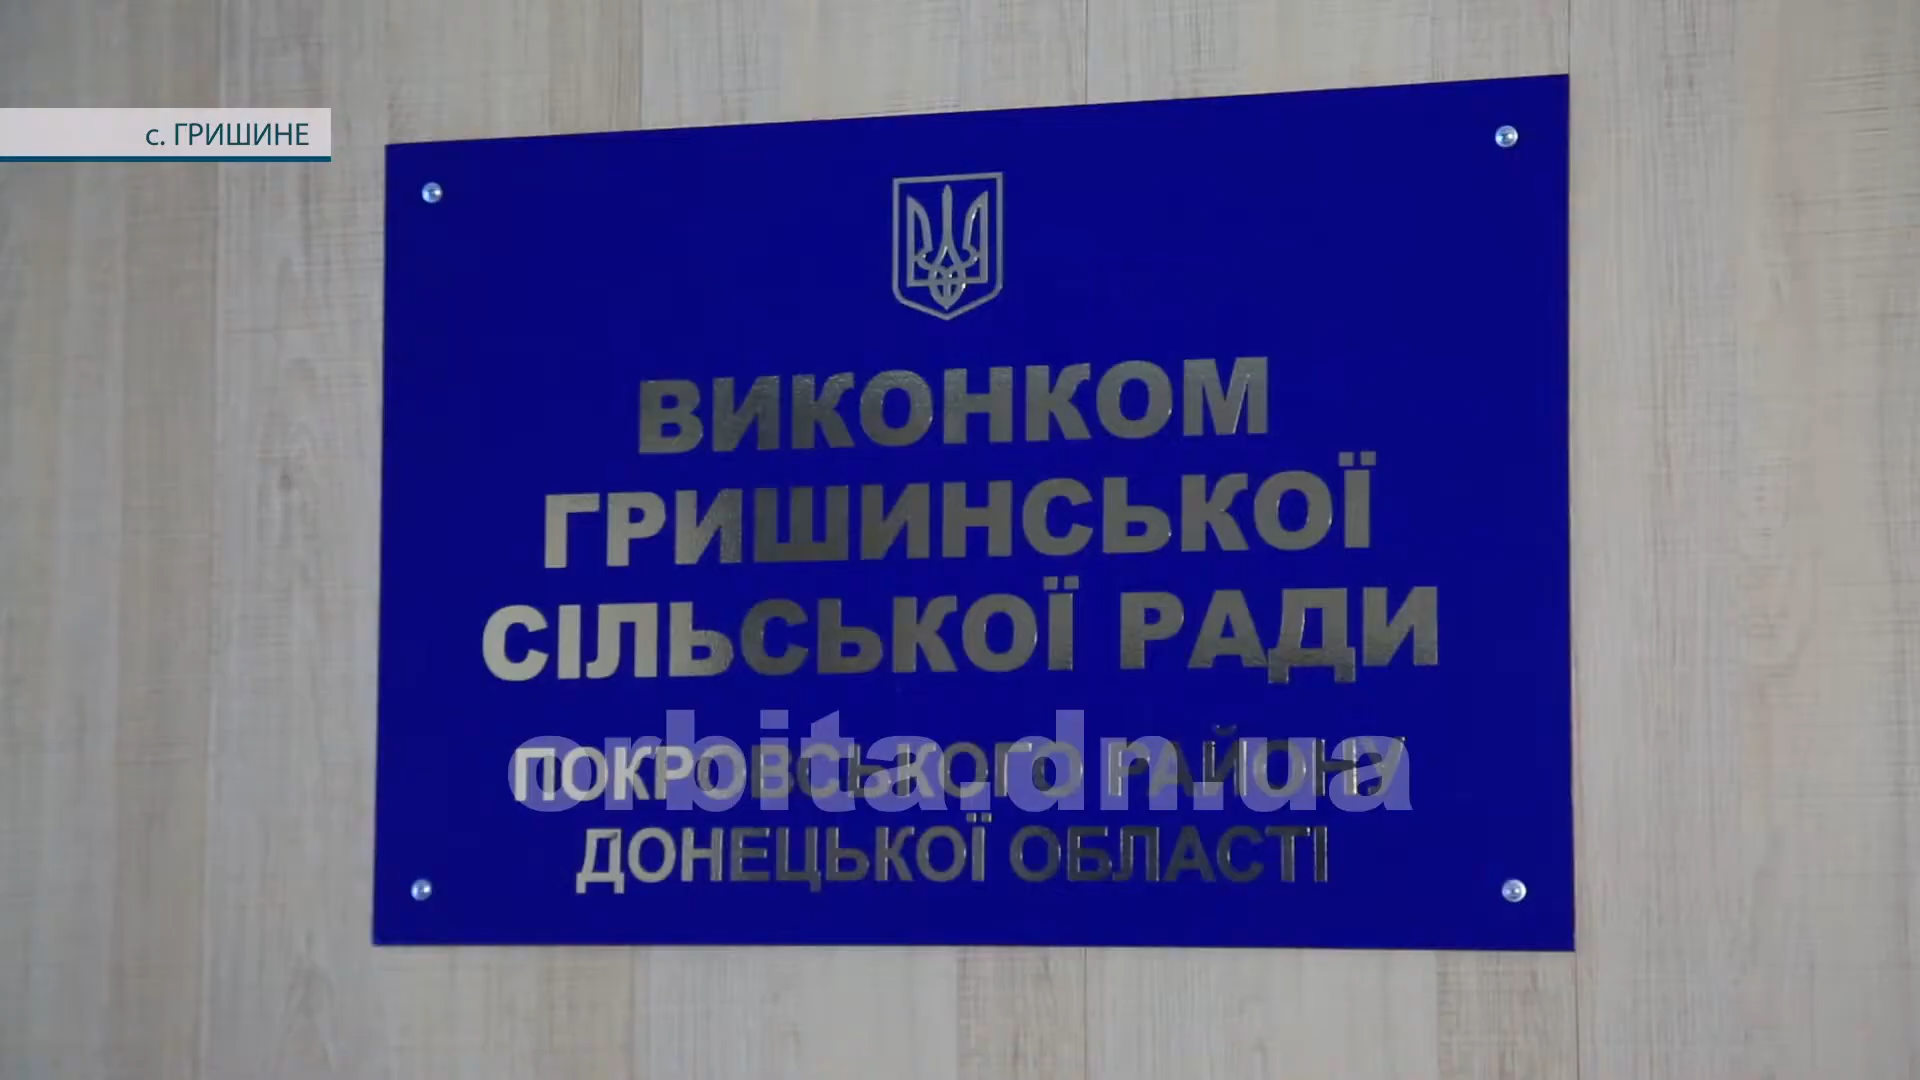 с. ГРИШИНЕ
ВИКОНКОМ
ГРИШИНСЬКОЇ
СІЛЬСЬКОЇ РАДИ
ПОКРОВСЬКОГО РАЙОНУ
orbita.dn.ua
ДОНЕЦЬКОЇ ОБЛАСТІ